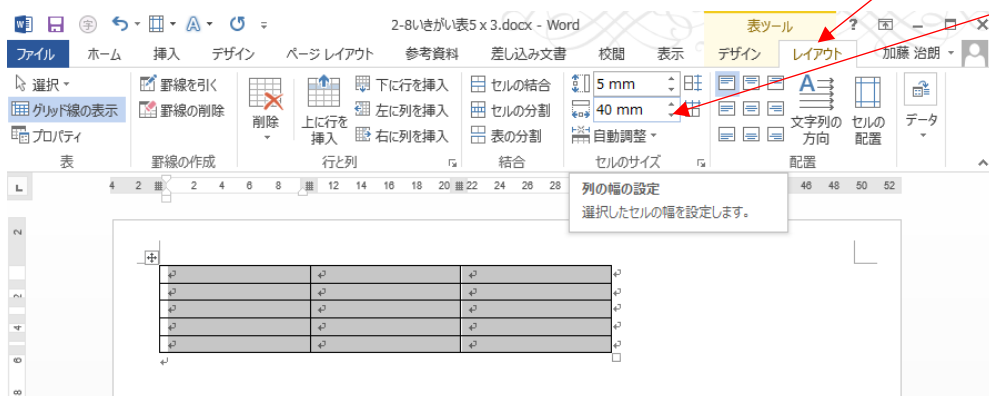 2-8いきがい表5 x 3.docx - Word
表ツール
?
ファイル ホーム 挿入 デザイン ページ レイアウト 参考資料 差し込み文書 校閲 表示 デザイン レイアウト 加藤 治朗
選択 罫線を引く 下に行を挿入 セルの結合 5 mm
グリッド線の表示 罫線の削除 削除 上に行を 左に列を挿入 セルの分割 40 mm 文字列の セルの データ
プロパティ 挿入 右に列を挿入 表の分割 自動調整 方向 配置
表 罫線の作成 行と列 結合 セルのサイズ 配置
L 4 2 2 4 6 8 12 14 16 18 20 22 24 26 28 46 48 50 52
列の幅の設定
選択したセルの幅を設定します。
2
2
4
6
8